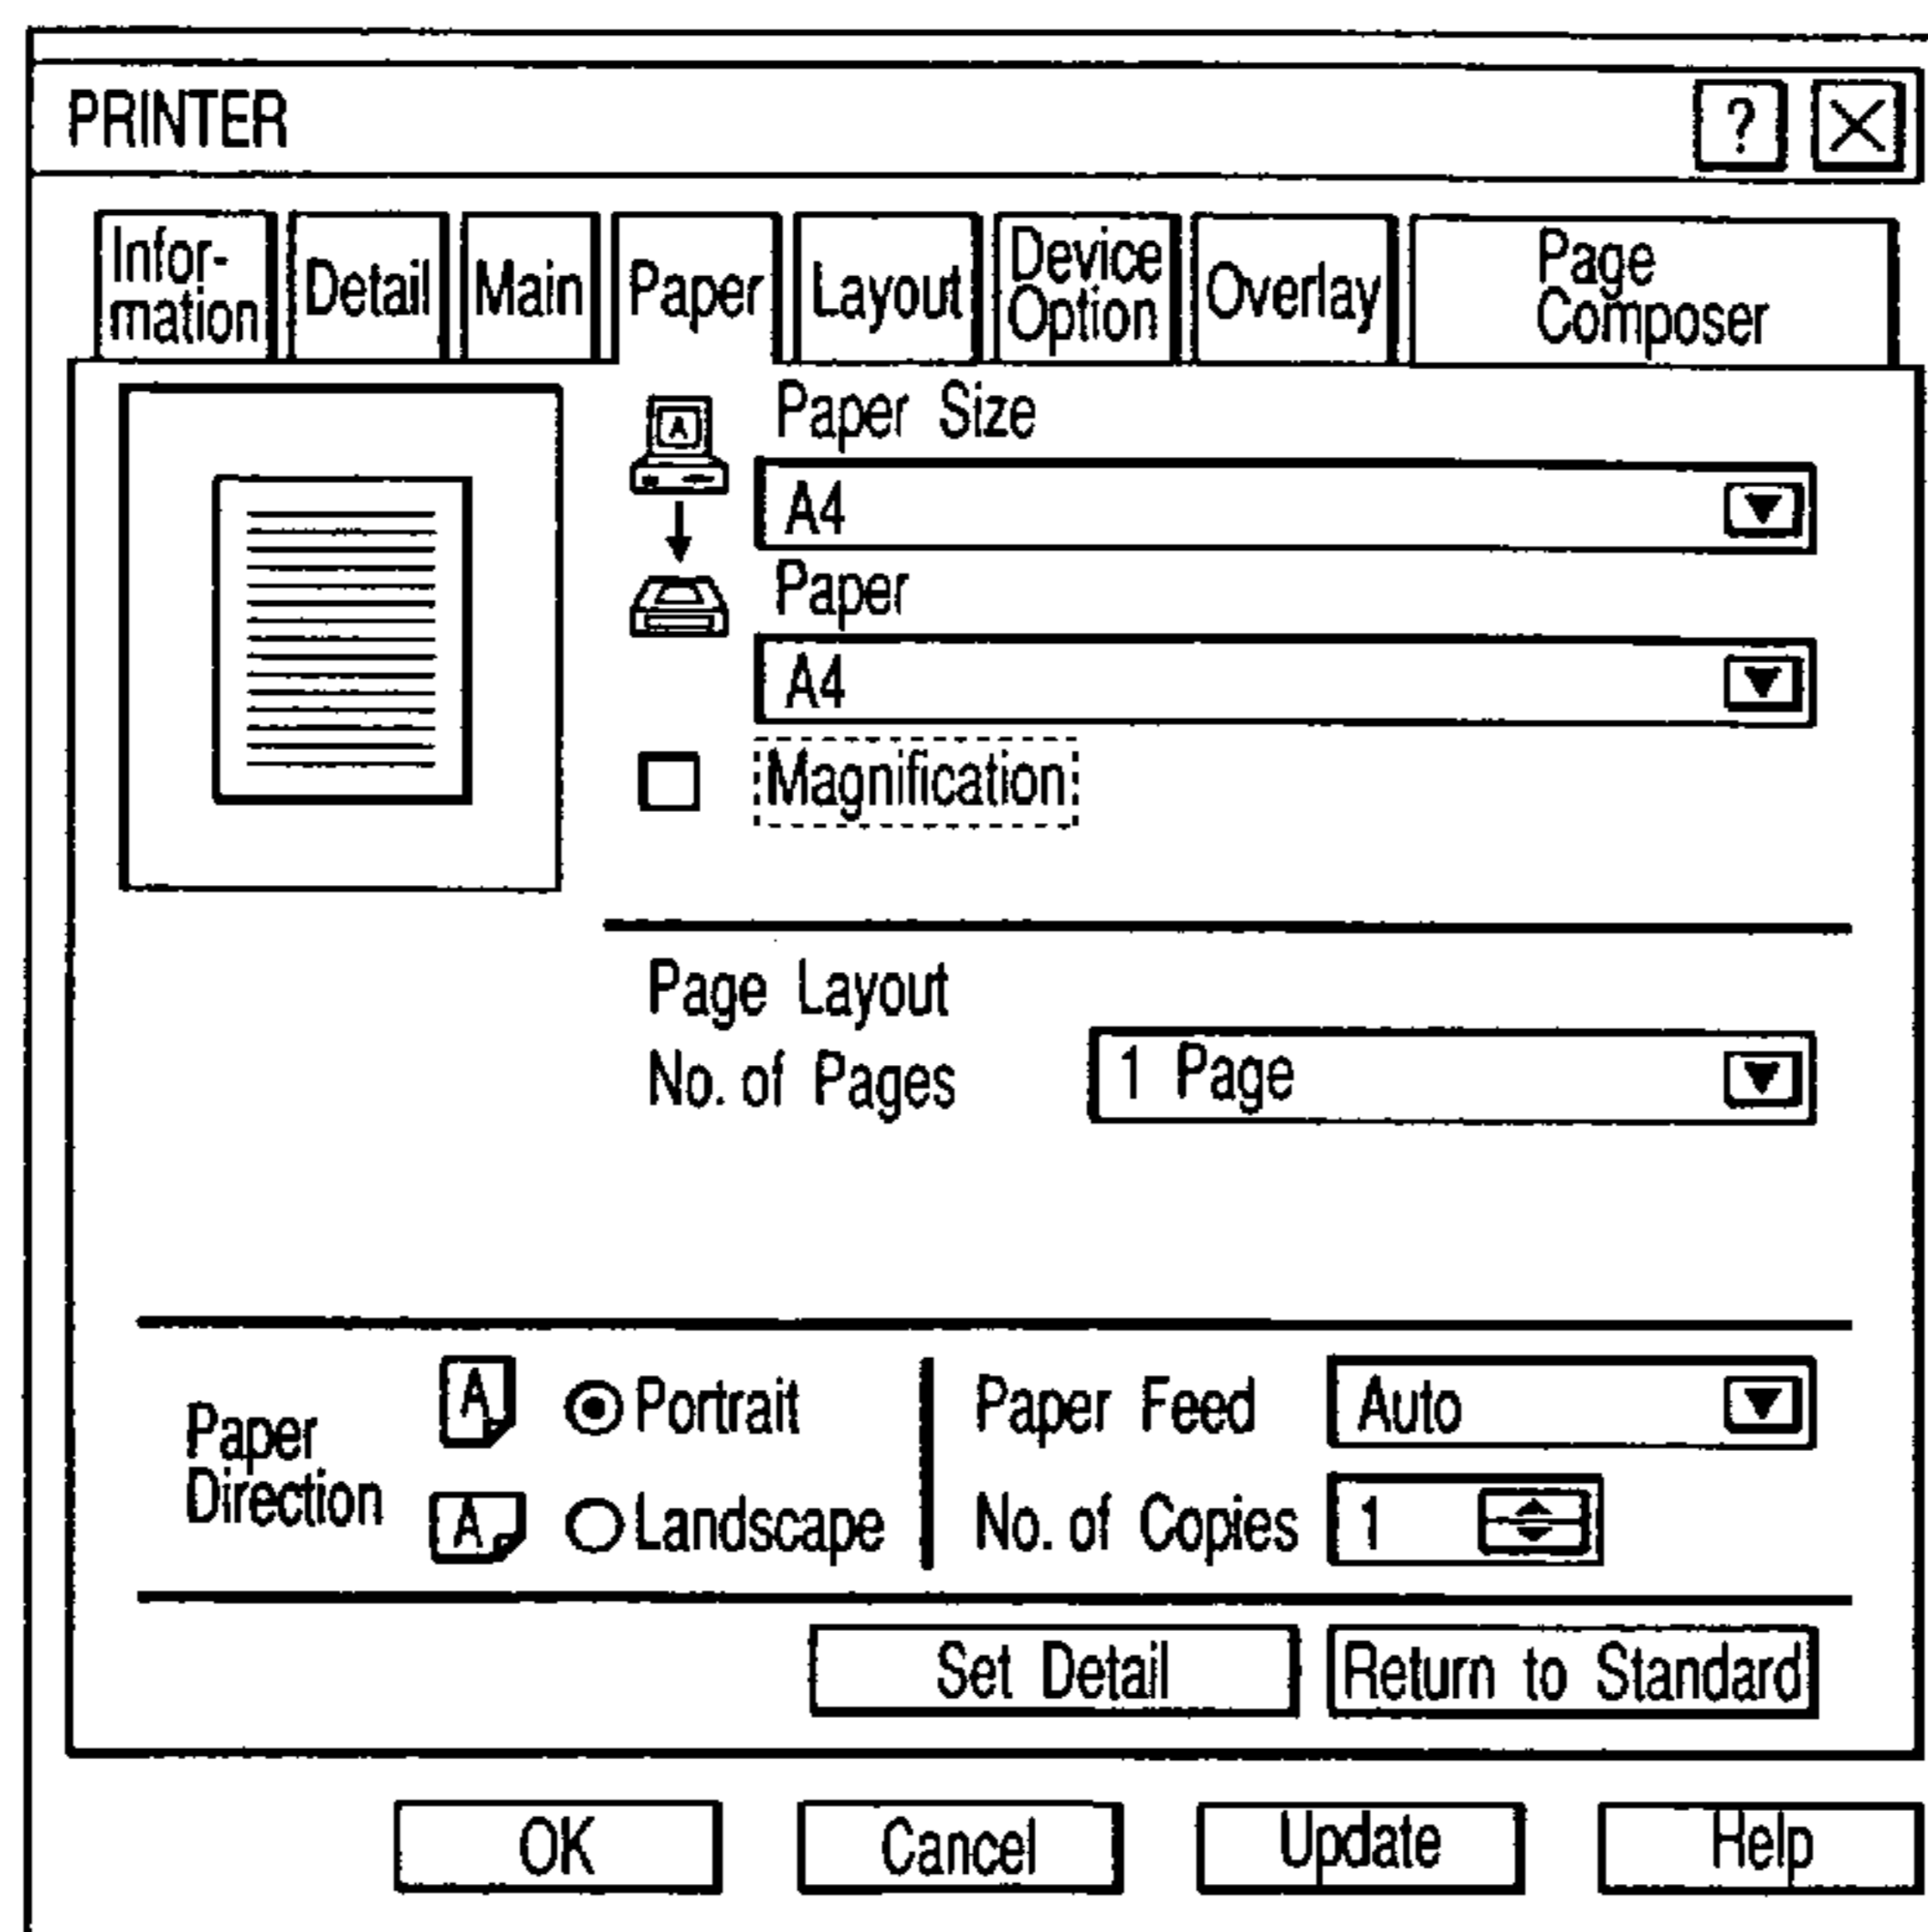 PRINTER ?
Infor-
mation
Detail
Main
Paper
Layout
Device
Option
Overlay
Page
Composer
A
Paper Size
A4
Paper
A4
Magnification
Page Layout
No. of Pages 1 Page
Paper
Direction
A Portrait
A Landscape
Paper Feed Auto
No. of Copies 1
Set Detail Return to Standard
OK Cancel Update Help